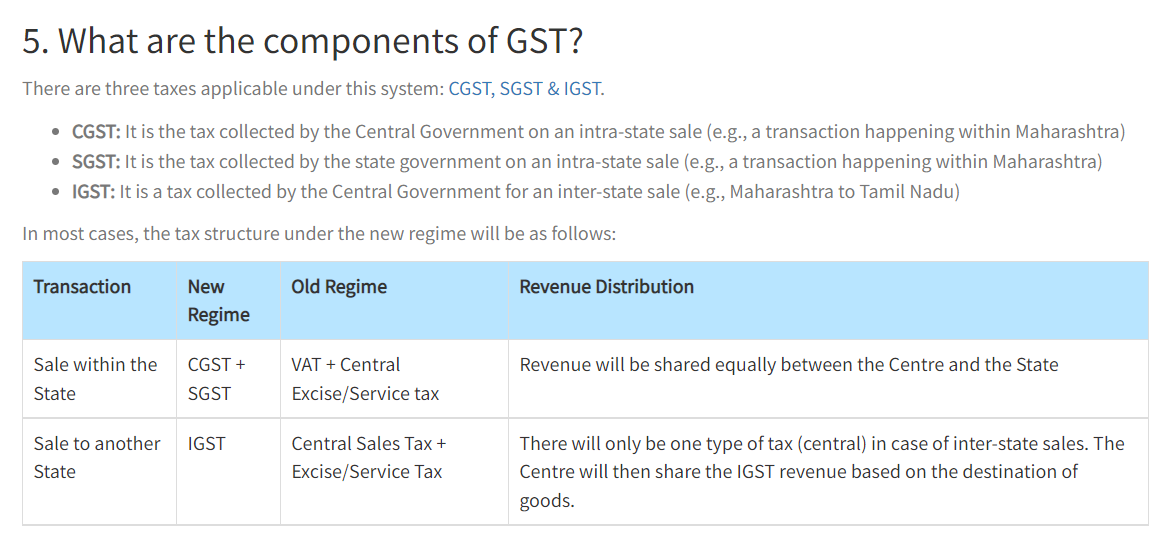 5. What are the components of GST?
There are three taxes applicable under this system: CGST, SGST & IGST.
• CGST: It is the tax collected by the Central Government on an intra-state sale (e.g., a transaction happening within Maharashtra)
• SGST: It is the tax collected by the state government on an intra-state sale (e.g., a transaction happening within Maharashtra)
• IGST: It is a tax collected by the Central Government for an inter-state sale (e.g., Maharashtra to Tamil Nadu)
In most cases, the tax structure under the new regime will be as follows:
Transaction
New
Regime
Old Regime
Revenue Distribution
Sale within the
State
CGST +
SGST
VAT + Central
Excise/Service tax
Revenue will be shared equally between the Centre and the State
Sale to another
State
IGST
Central Sales Tax +
Excise/Service Tax
There will only be one type of tax (central) in case of inter-state sales. The
Centre will then share the IGST revenue based on the destination of
goods.